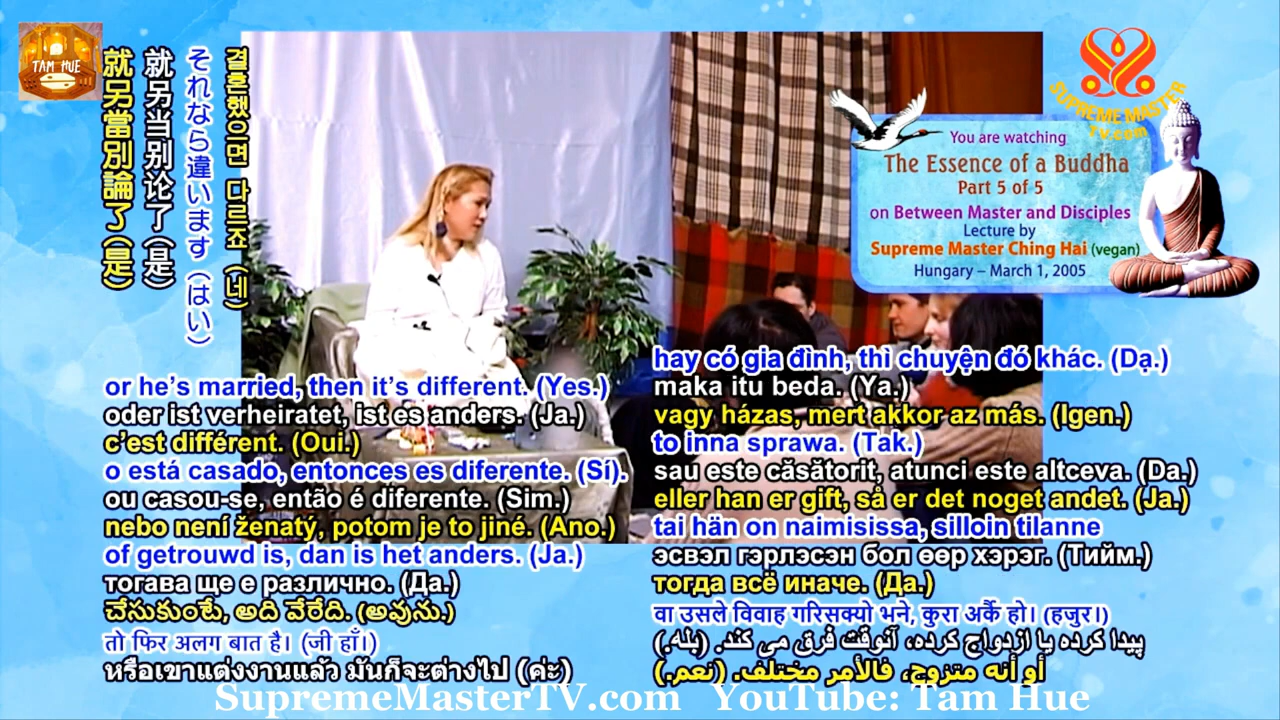 TAM HUE
就另當別論了(是)
就另当别论了(是)
それなら違います（はい）
결혼했으면 다르죠 (네)
SUPREME MASTER
TV.com
You are watching
The Essence of a Buddha
Part 5 of 5
on Between Master and Disciples
Lecture by
Supreme Master Ching Hai (vegan)
Hungary – March 1, 2005
or he's married, then it's different. (Yes.)
oder ist verheiratet, ist es anders. (Ja.)
c'est différent. (Oui.)
o está casado, entonces es diferente. (Sí).
ou casou-se, então é diferente. (Sim.)
nebo není ženatý, potom je to jiné. (Ano.)
of getrouwd is, dan is het anders. (Ja.)
тогава ще е различно. (Да.)
చేసుకుంటే, అది వేరేది. (అవును.)
तो फिर अलग बात है। (जी हाँ।)
หรือเขาแต่งงานแล้ว มันก็จะต่างไป (ค่ะ)
hay có gia đình, thì chuyện đó khác. (Dạ.)
maka itu beda. (Ya.)
vagy házas, mert akkor az más. (Igen.)
to inna sprawa. (Tak.)
sau este căsătorit, atunci este altceva. (Da.)
eller han er gift, så er det noget andet. (Ja.)
tai hän on naimisissa, silloin tilanne
эсвэл гэрлэсэн бол өөр хэрэг. (Тийм.)
тогда всё иначе. (Да.)
वा उसले विवाह गरिसक्यो भने, कुरा अर्कै हो। (हजुर।)
پیدا کرده یا ازدواج کرده، آنوقت فرق می کند. (بله.)
أو أنه متزوج، فالأمر مختلف. (نعم.)
SupremeMasterTV.com YouTube: Tam Hue